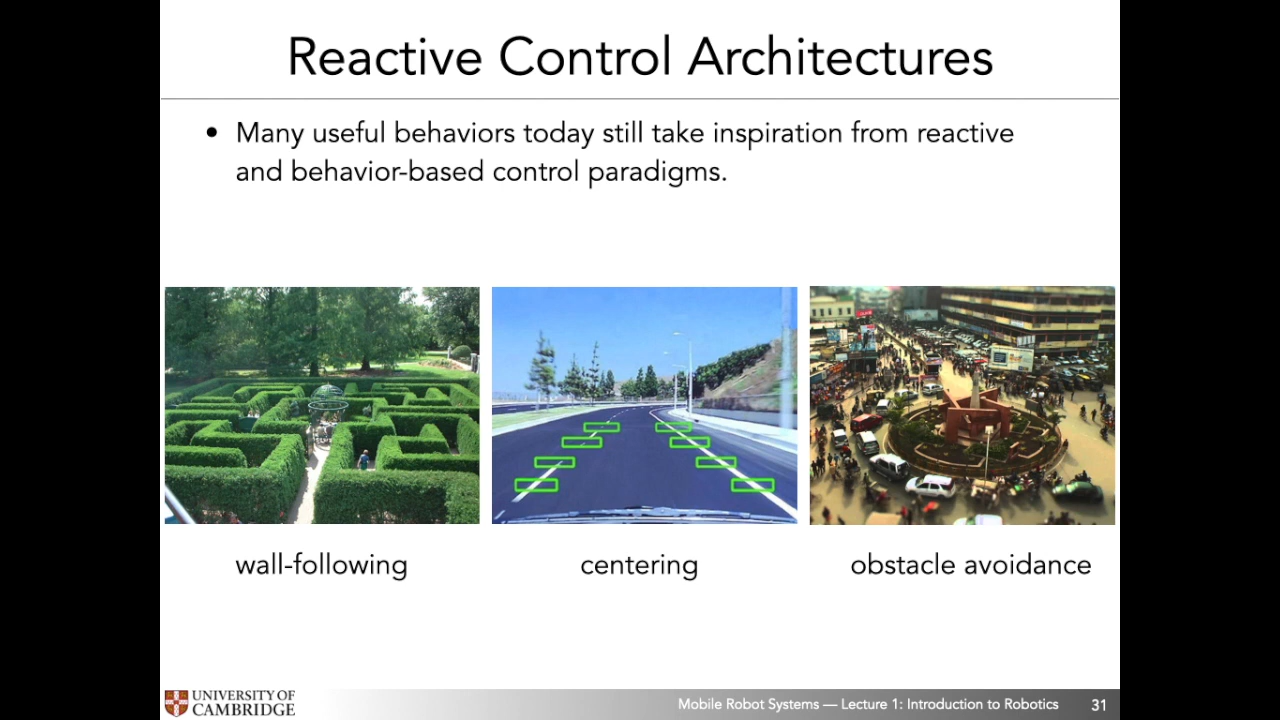 Reactive Control Architectures
• Many useful behaviors today still take inspiration from reactive
and behavior-based control paradigms.
wall-following
centering
obstacle avoidance
UNIVERSITY OF
CAMBRIDGE
Mobile Robot Systems — Lecture 1: Introduction to Robotics
31